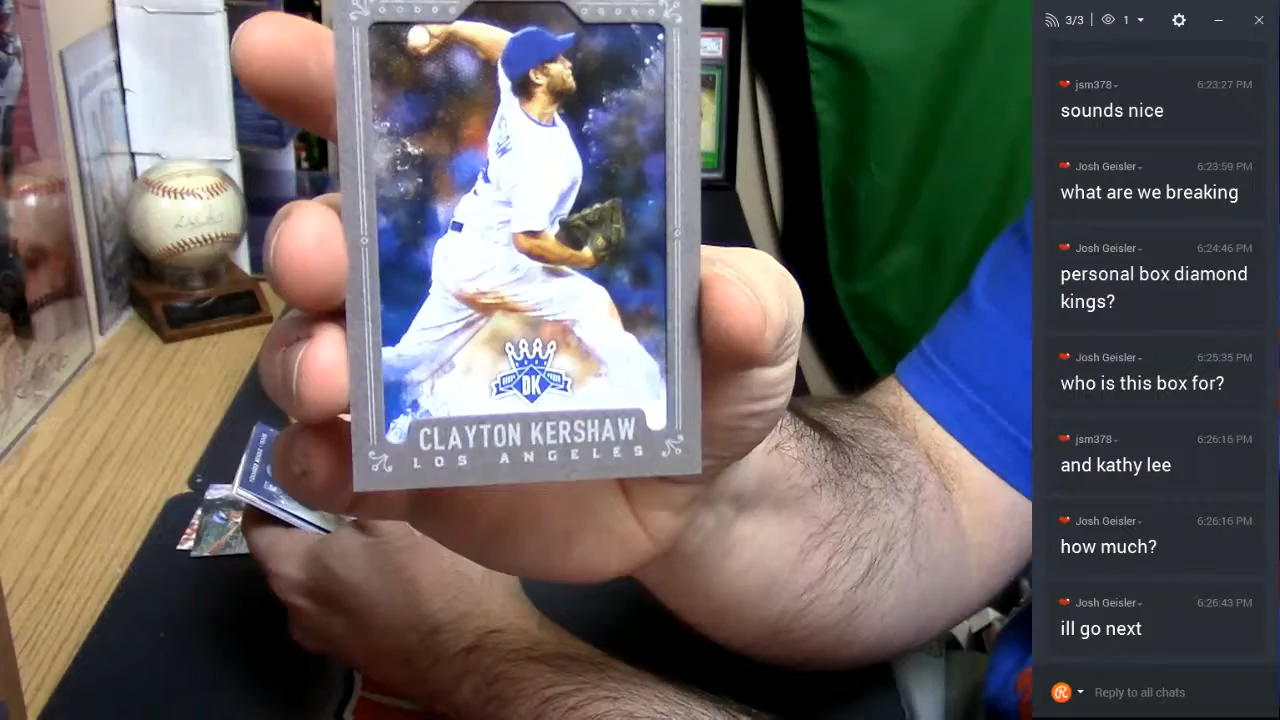 DK
CLAYTON KERSHAW
LOS ANGELES
3/3
1
jsm378
6:23:27 PM
sounds nice
Josh Geisler
6:23:59 PM
what are we breaking
Josh Geisler
6:24:46 PM
personal box diamond
kings?
Josh Geisler
6:25:35 PM
who is this box for?
jsm378
6:26:16 PM
and kathy lee
Josh Geisler
6:26:16 PM
how much?
Josh Geisler
6:26:43 PM
ill go next
Reply to all chats